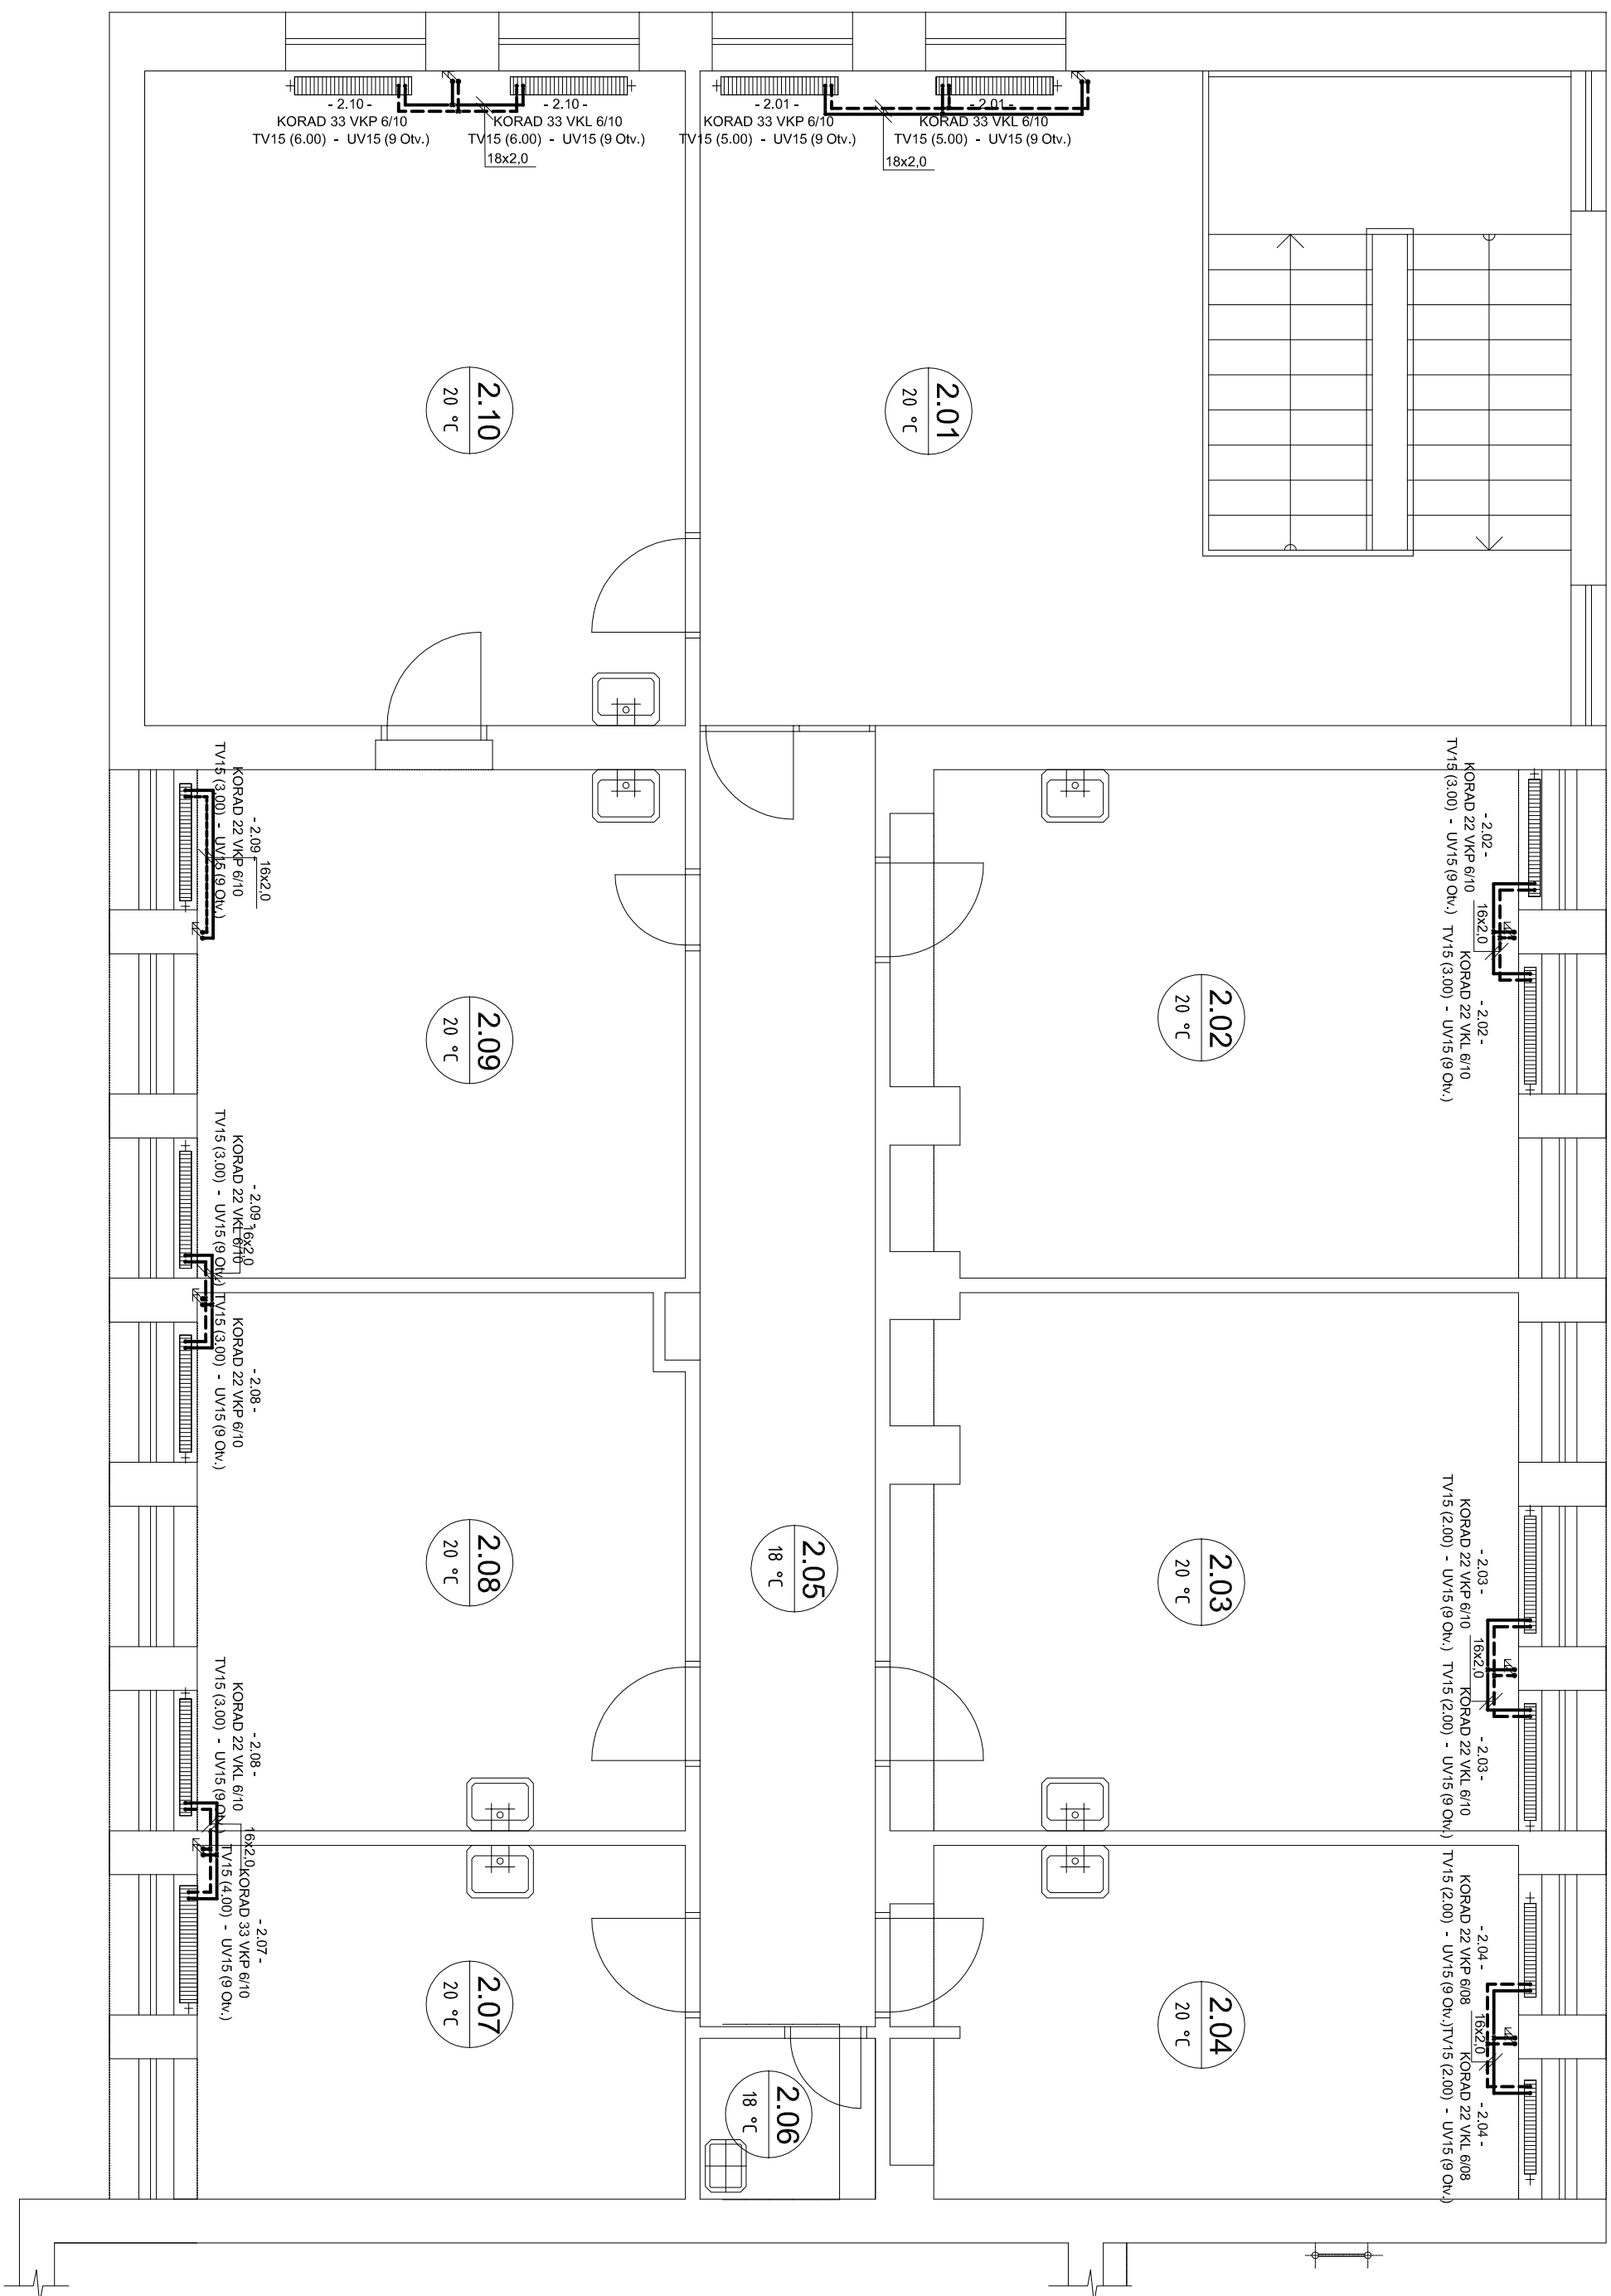 - 2.10 -
KORAD 33 VKP 6/10
TV15 (6.00) - UV15 (9 Otv.)
- 2.10 -
KORAD 33 VKL 6/10
TV15 (6.00) - UV15 (9 Otv.)
18x2,0
- 2.01 -
KORAD 33 VKP 6/10
TV15 (5.00) - UV15 (9 Otv.)
- 2.01 -
KORAD 33 VKL 6/10
TV15 (5.00) - UV15 (9 Otv.)
18x2,0
2.10
20 °C
2.01
20 °C
- 2.09 -
KORAD 22 VKP 6/10
TV15 (3.00) - UV15 (9 Otv.)
16x2,0
- 2.02 -
KORAD 22 VKP 6/10
TV15 (3.00) - UV15 (9 Otv.)
16x2,0
- 2.02 -
KORAD 22 VKL 6/10
TV15 (3.00) - UV15 (9 Otv.)
2.09
20 °C
2.02
20 °C
- 2.09 -
KORAD 22 VKL 6/10
TV15 (3.00) - UV15 (9 Otv.)
16x2,0
- 2.08 -
KORAD 22 VKP 6/10
TV15 (3.00) - UV15 (9 Otv.)
2.08
20 °C
2.05
18 °C
2.03
20 °C
- 2.03 -
KORAD 22 VKP 6/10
TV15 (2.00) - UV15 (9 Otv.)
16x2,0
- 2.03 -
KORAD 22 VKL 6/10
TV15 (2.00) - UV15 (9 Otv.)
- 2.08 -
KORAD 22 VKL 6/10
TV15 (3.00) - UV15 (9 Otv.)
16x2,0
- 2.07 -
KORAD 33 VKP 6/10
TV15 (4.00) - UV15 (9 Otv.)
2.07
20 °C
2.06
18 °C
2.04
20 °C
- 2.04 -
KORAD 22 VKP 6/08
TV15 (2.00) - UV15 (9 Otv.)
16x2,0
- 2.04 -
KORAD 22 VKL 6/08
TV15 (2.00) - UV15 (9 Otv.)